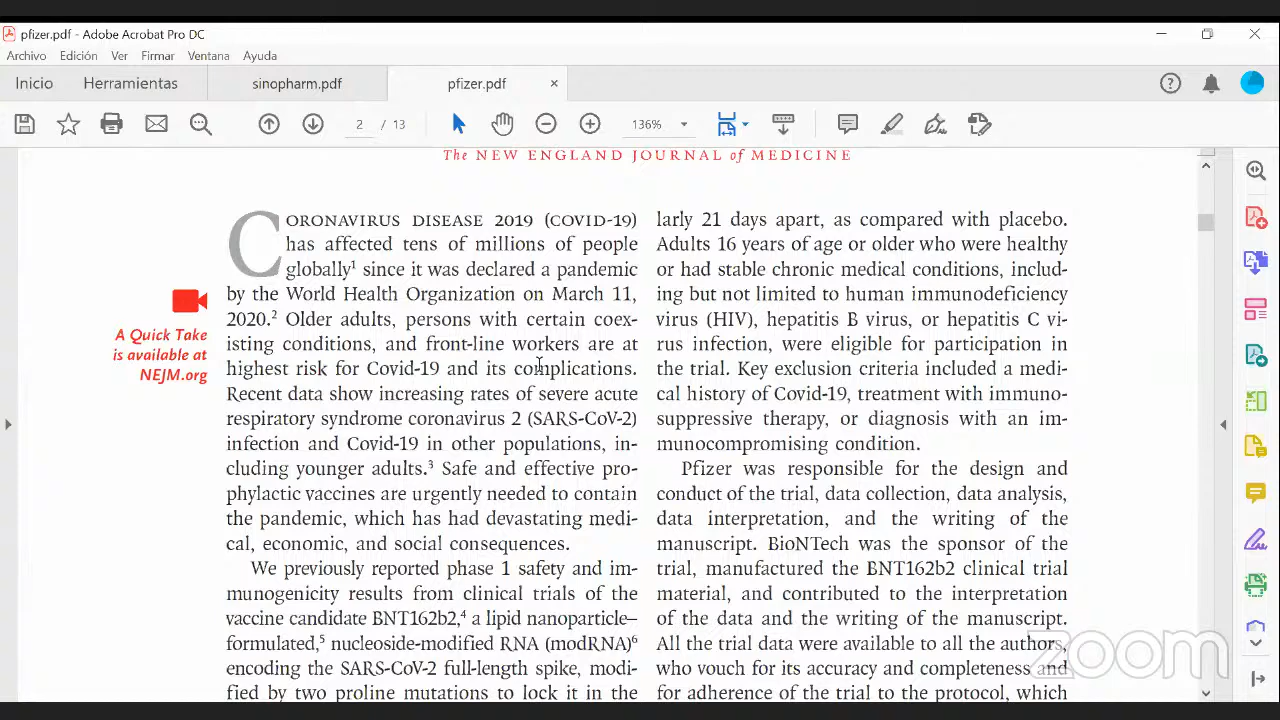 pfizer.pdf - Adobe Acrobat Pro DC
Archivo Edición Ver Firmar Ventana Ayuda
Inicio Herramientas sinopharm.pdf pfizer.pdf
2 / 13 136%
The NEW ENGLAND JOURNAL of MEDICINE
A Quick Take
is available at
NEJM.org
CORONAVIRUS DISEASE 2019 (COVID-19)
has affected tens of millions of people
globally1 since it was declared a pandemic
by the World Health Organization on March 11,
2020.2 Older adults, persons with certain coex-
isting conditions, and front-line workers are at
highest risk for Covid-19 and its complications.
Recent data show increasing rates of severe acute
respiratory syndrome coronavirus 2 (SARS-CoV-2)
infection and Covid-19 in other populations, in-
cluding younger adults.3 Safe and effective pro-
phylactic vaccines are urgently needed to contain
the pandemic, which has had devastating medi-
cal, economic, and social consequences.
We previously reported phase 1 safety and im-
munogenicity results from clinical trials of the
vaccine candidate BNT162b2,4 a lipid nanoparticle–
formulated,5 nucleoside-modified RNA (modRNA)6
encoding the SARS-CoV-2 full-length spike, modi-
fied by two proline mutations to lock it in the
larly 21 days apart, as compared with placebo.
Adults 16 years of age or older who were healthy
or had stable chronic medical conditions, includ-
ing but not limited to human immunodeficiency
virus (HIV), hepatitis B virus, or hepatitis C vi-
rus infection, were eligible for participation in
the trial. Key exclusion criteria included a medi-
cal history of Covid-19, treatment with immuno-
suppressive therapy, or diagnosis with an im-
munocompromising condition.
Pfizer was responsible for the design and
conduct of the trial, data collection, data analysis,
data interpretation, and the writing of the
manuscript. BioNTech was the sponsor of the
trial, manufactured the BNT162b2 clinical trial
material, and contributed to the interpretation
of the data and the writing of the manuscript.
All the trial data were available to all the authors,
who vouch for its accuracy and completeness and
for adherence of the trial to the protocol, which
zoom